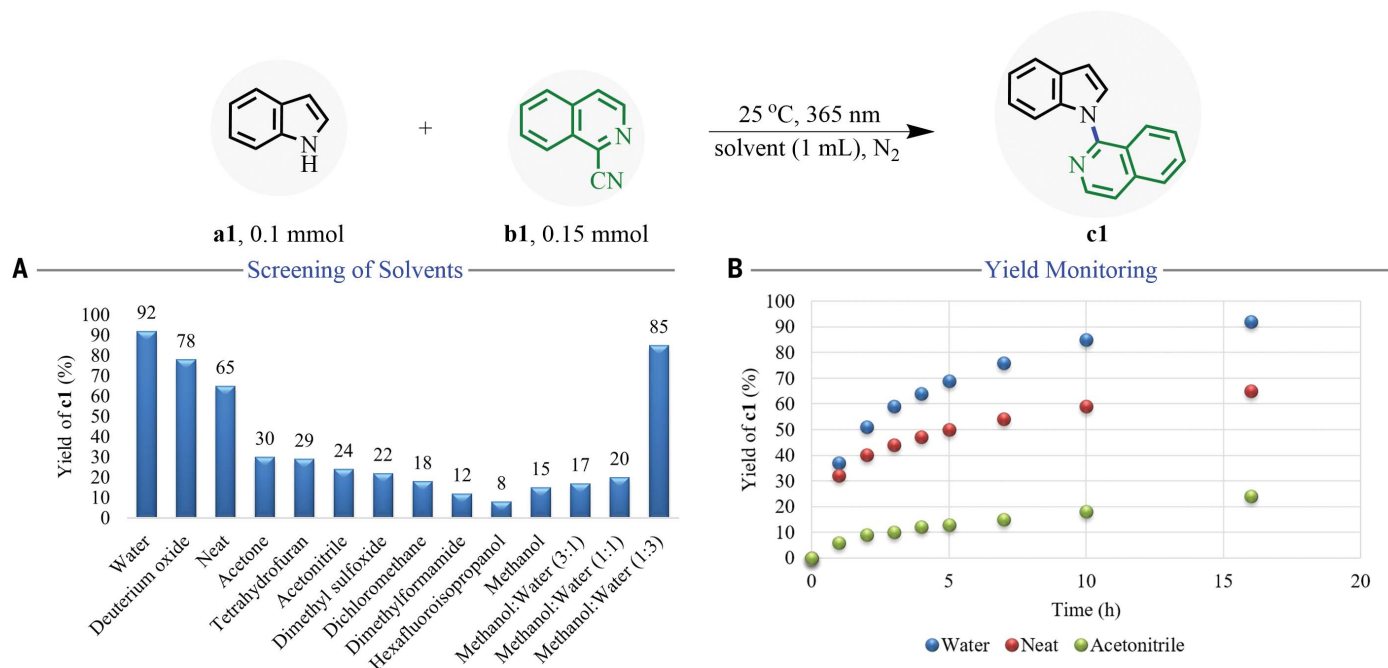 N
H
N
CN
+
25 °C, 365 nm
solvent (1 mL), N₂
N
N
a1, 0.1 mmol
b1, 0.15 mmol
c1
A
Screening of Solvents
Yield of c1 (%)
100
90
80
70
60
50
40
30
20
10
0
92
78
65
30
29
24
22
18
12
8
15
17
20
85
Water
Deuterium oxide
Neat
Acetone
Tetrahydrofuran
Acetonitrile
Dimethyl sulfoxide
Dichloromethane
Dimethylformamide
Hexafluoroisopropanol
Methanol
Methanol:Water (3:1)
Methanol:Water (1:1)
Methanol:Water (1:3)
B
Yield Monitoring
Yield of c1 (%)
100
90
80
70
60
50
40
30
20
10
0
0
5
10
15
20
Time (h)
Water
Neat
Acetonitrile